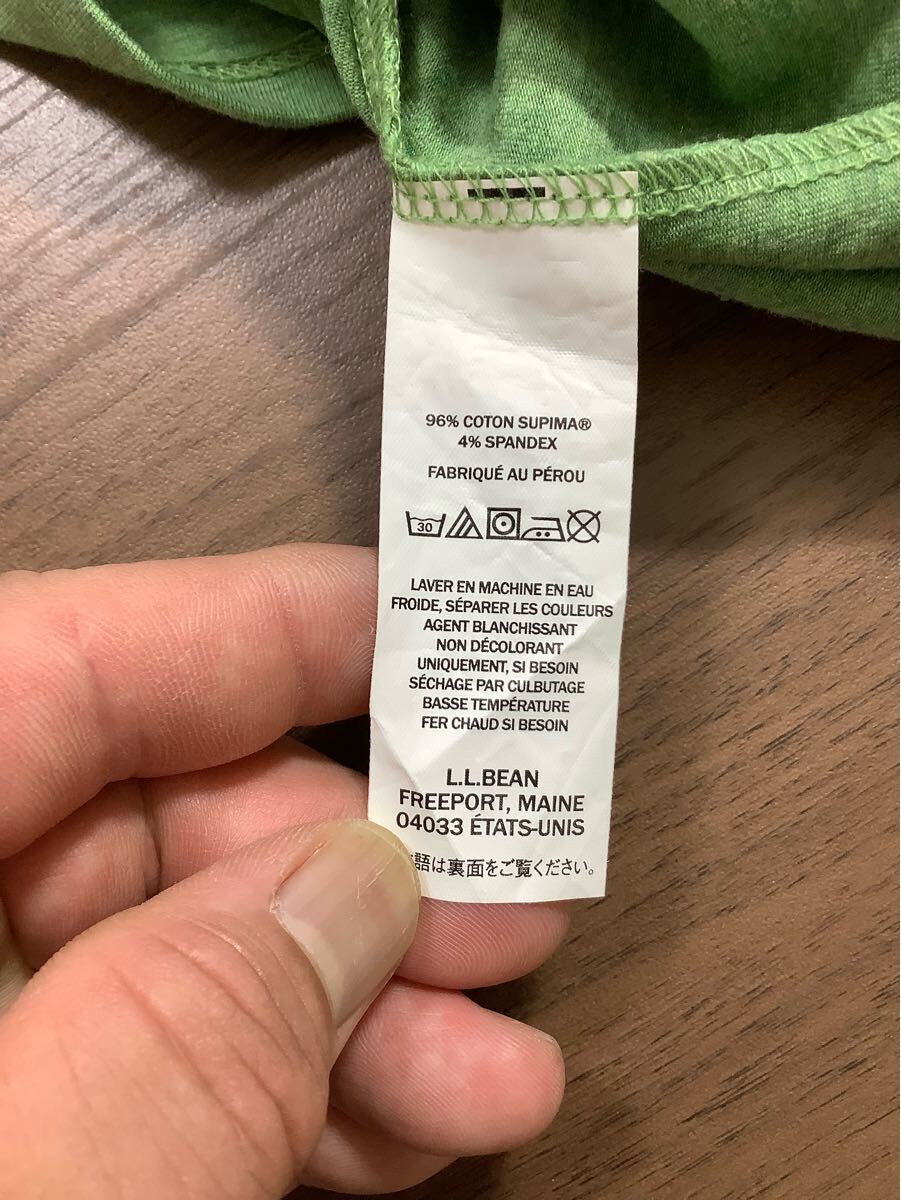 96% COTON SUPIMA®
4% SPANDEX
FABRIQUÉ AU PÉROU
30
LAVER EN MACHINE EN EAU
FROIDE, SÉPARER LES COULEURS
AGENT BLANCHISSANT
NON DÉCOLORANT
UNIQUEMENT, SI BESOIN
SÉCHAGE PAR CULBUTAGE
BASSE TEMPÉRATURE
FER CHAUD SI BESOIN
L.L.BEAN
FREEPORT, MAINE
04033 ÉTATS-UNIS
語は裏面をご覧ください。